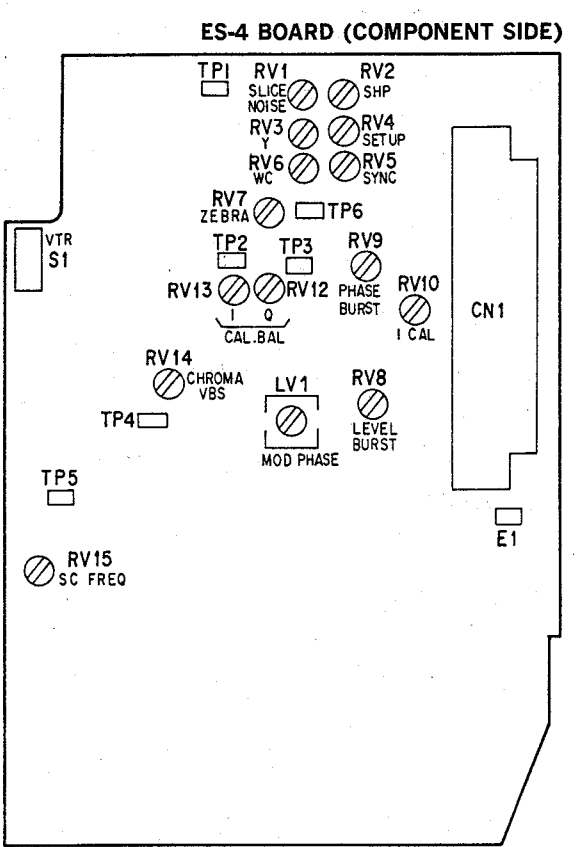 ES-4 BOARD (COMPONENT SIDE)
TP1
RV1
SLICE
NOISE
RV2
SHP
RV3
Y
RV4
SETUP
RV6
WC
RV5
SYNC
RV7
ZEBRA
TP6
VTR
S1
TP2
TP3
RV9
PHASE
BURST
RV13
RV12
I Q
CAL.BAL
RV10
I CAL
CN1
RV14
CHROMA
VBS
TP4
LV1
MOD PHASE
RV8
LEVEL
BURST
TP5
E1
RV15
SC FREQ